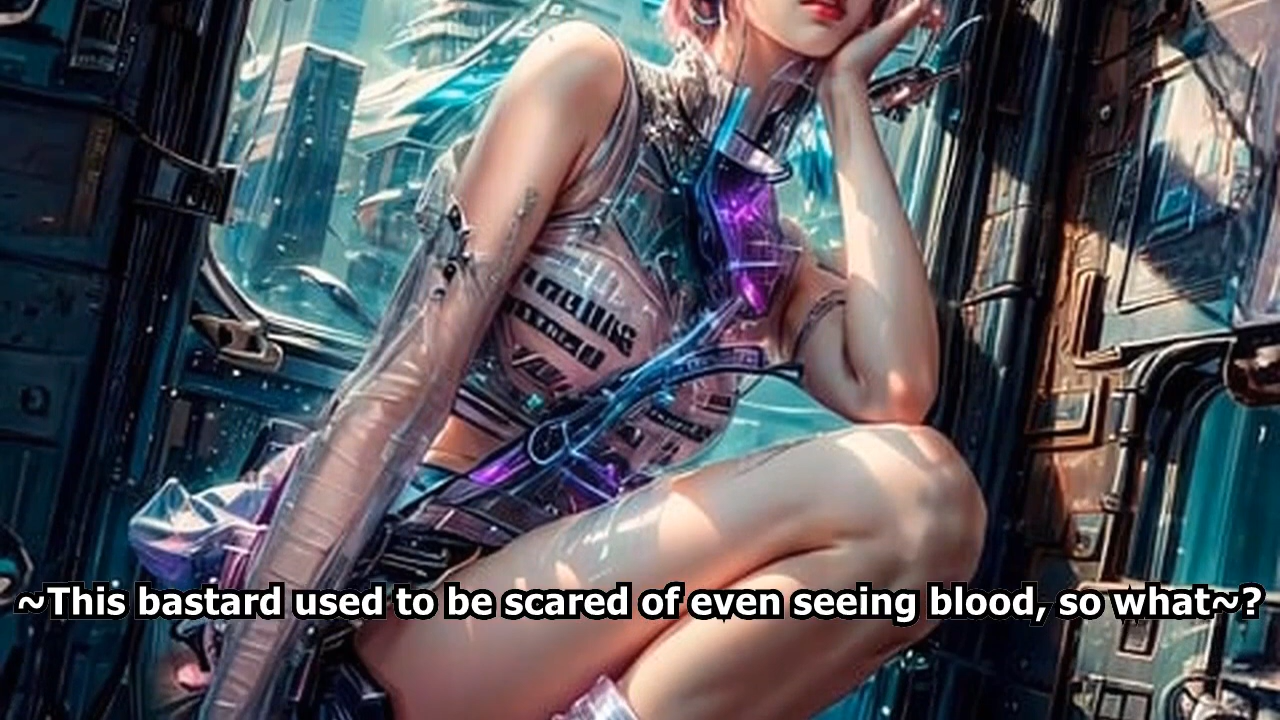 ~This bastard used to be scared of even seeing blood, so what~?